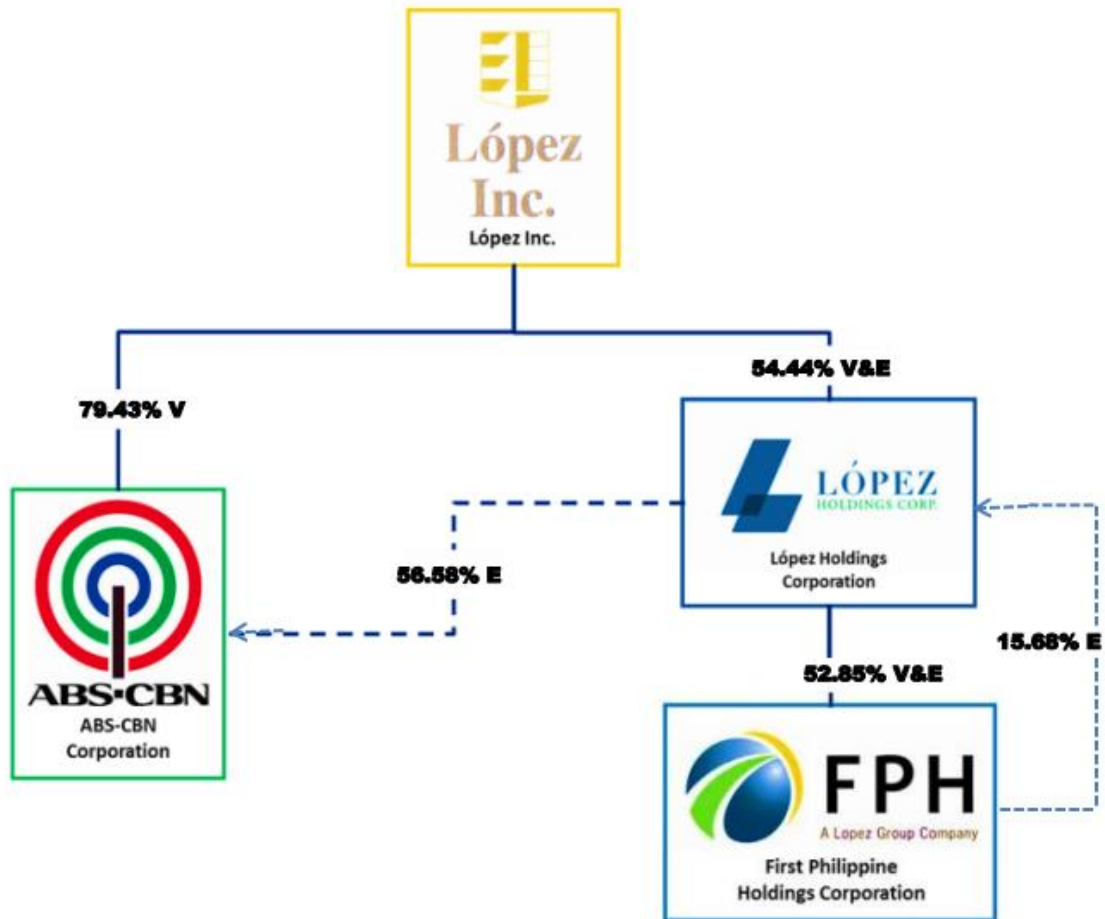 López
Inc.
López Inc.
54.44% V&E
79.43% V
LÓPEZ
HOLDINGS CORP.
López Holdings
Corporation
56.58% E
15.68% E
52.85% V&E
ABS-CBN
ABS-CBN
Corporation
FPH
A Lopez Group Company
First Philippine
Holdings Corporation